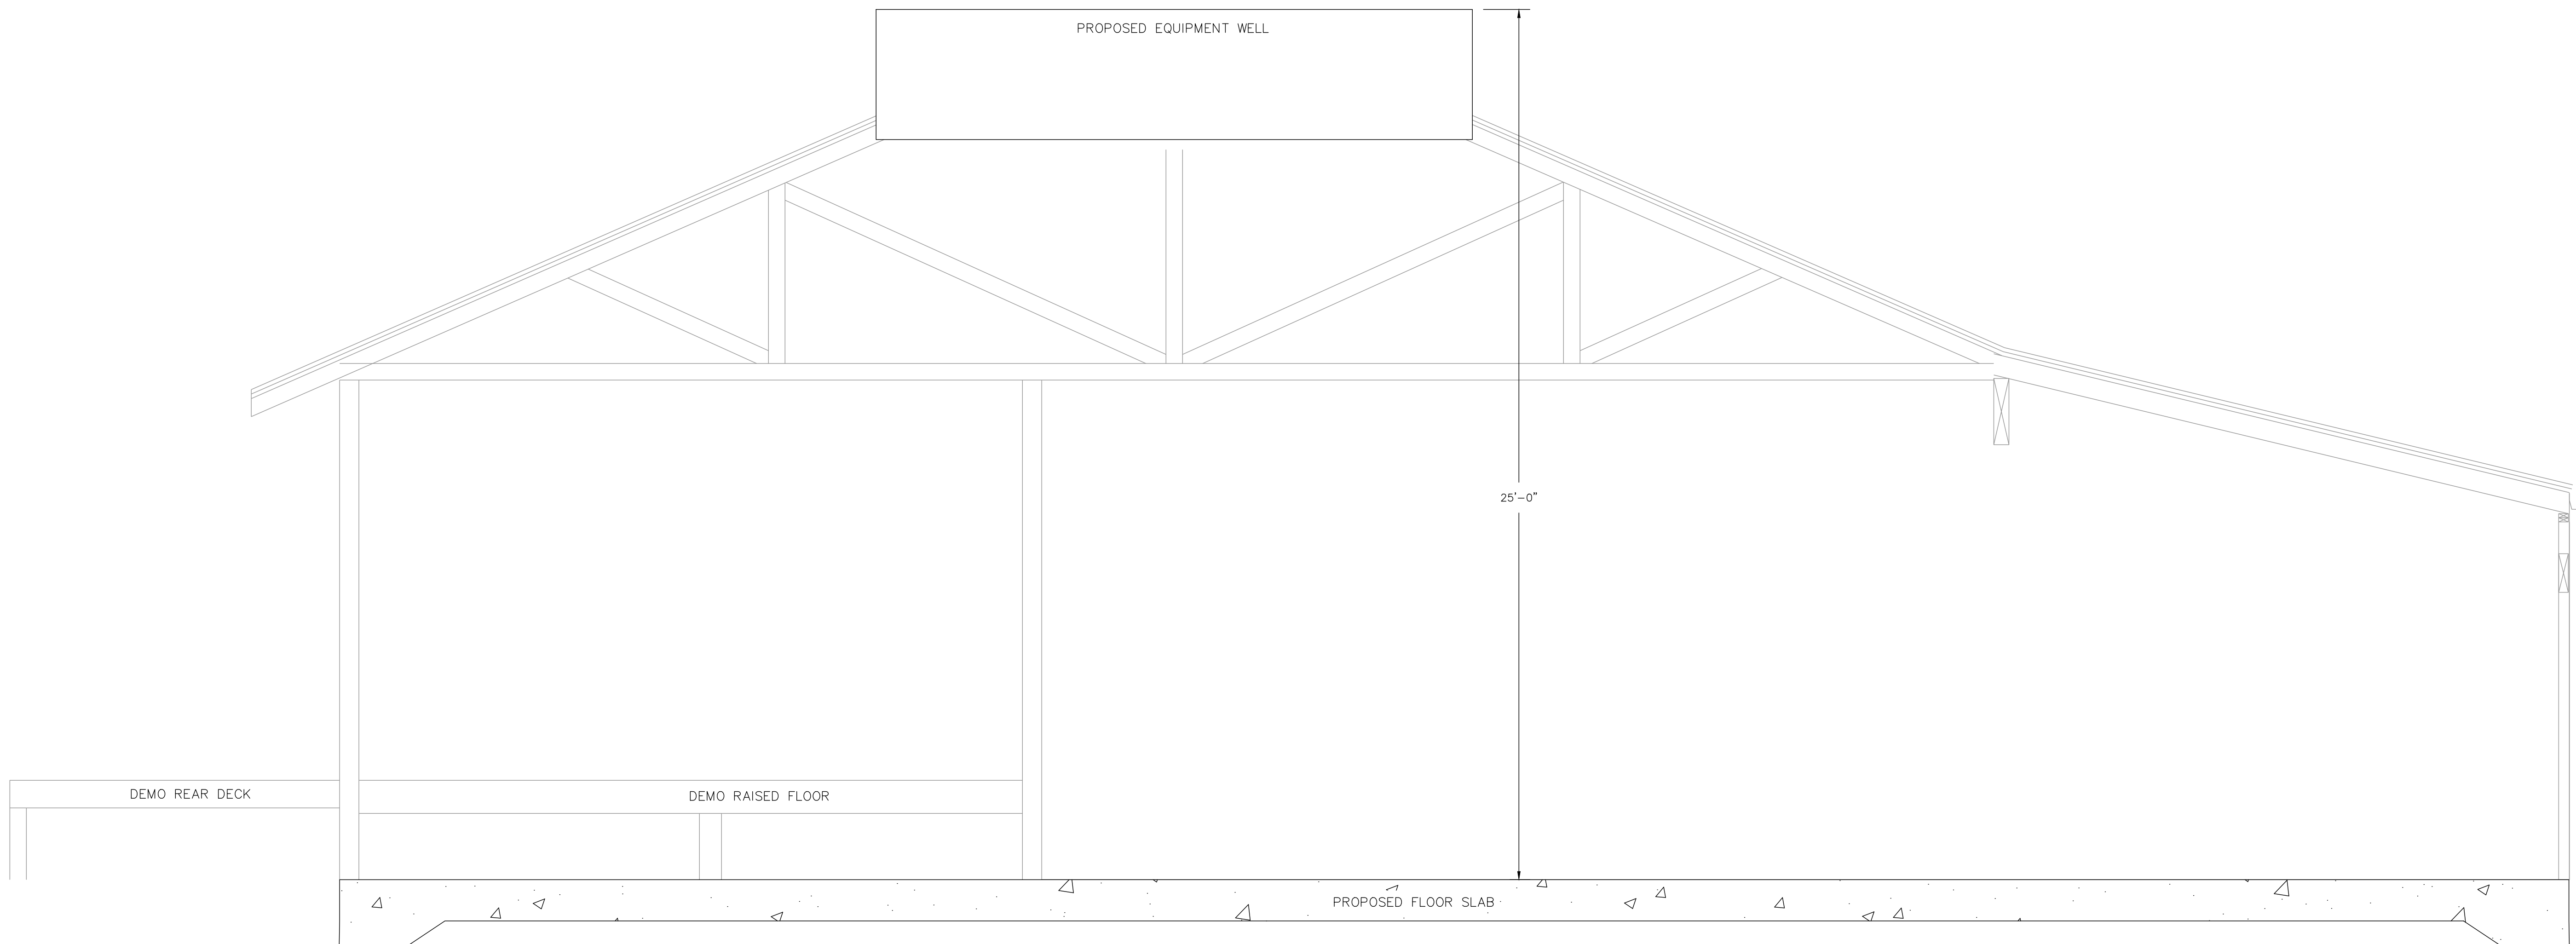 PROPOSED EQUIPMENT WELL
25'-0"
DEMO REAR DECK
DEMO RAISED FLOOR
PROPOSED FLOOR SLAB